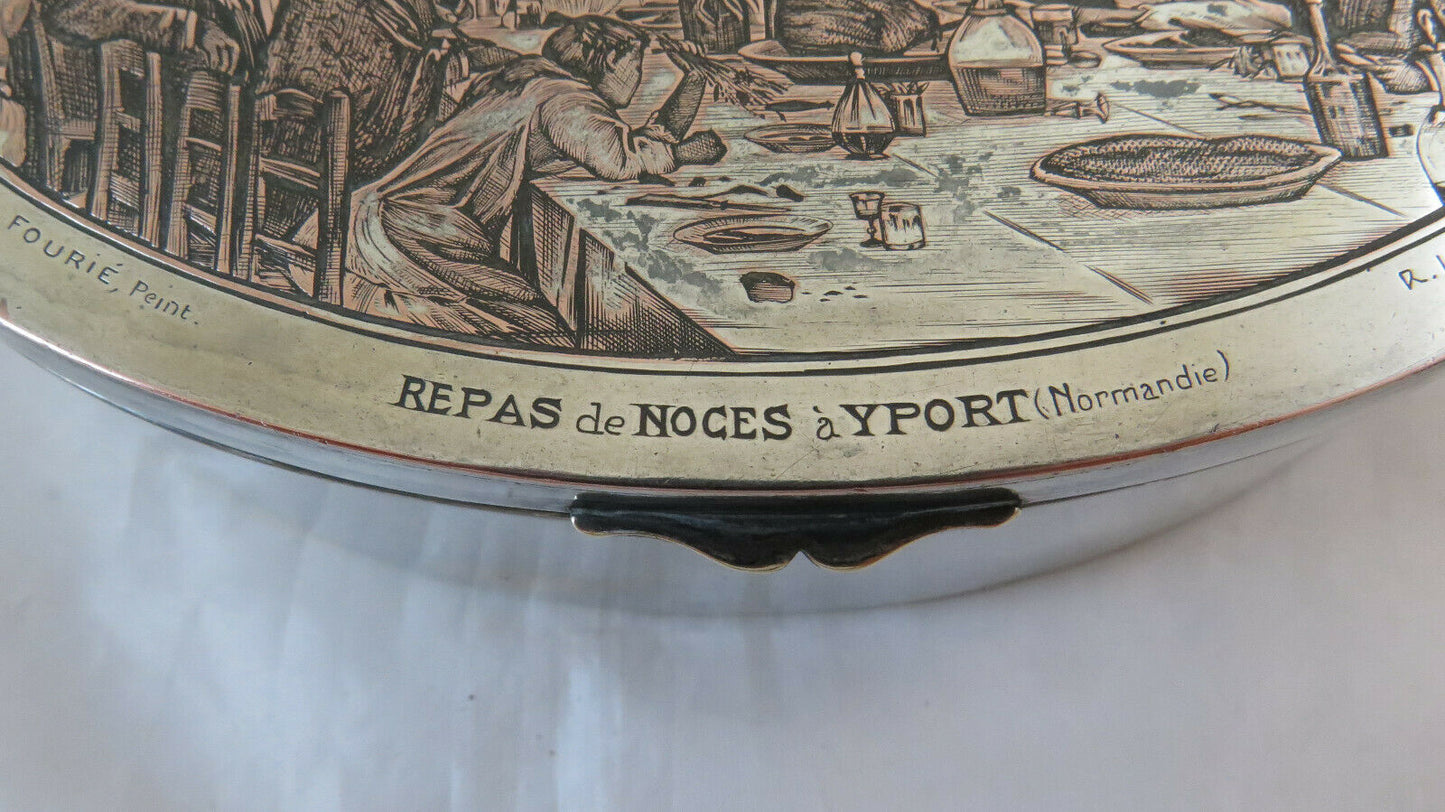 FOURIÉ, Peint.
R.
REPAS de NOCES à YPORT (Normandie)